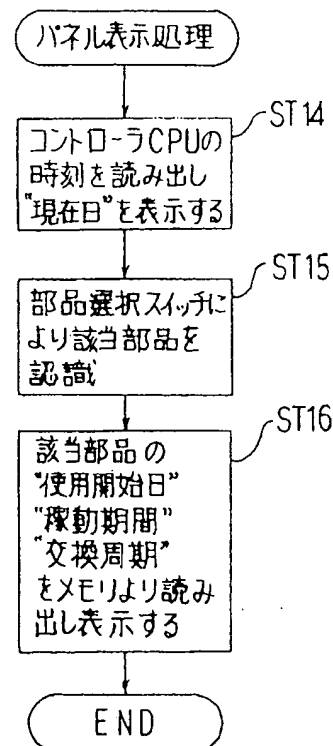 パネル表示処理
ST14
コントローラCPUの
時刻を読み出し
"現在日"を表示する
ST15
部品選択スイッチに
より該当部品を
認識
ST16
該当部品の
"使用開始日"
"稼動期間"
"交換周期"
をメモリより読み
出し表示する
END